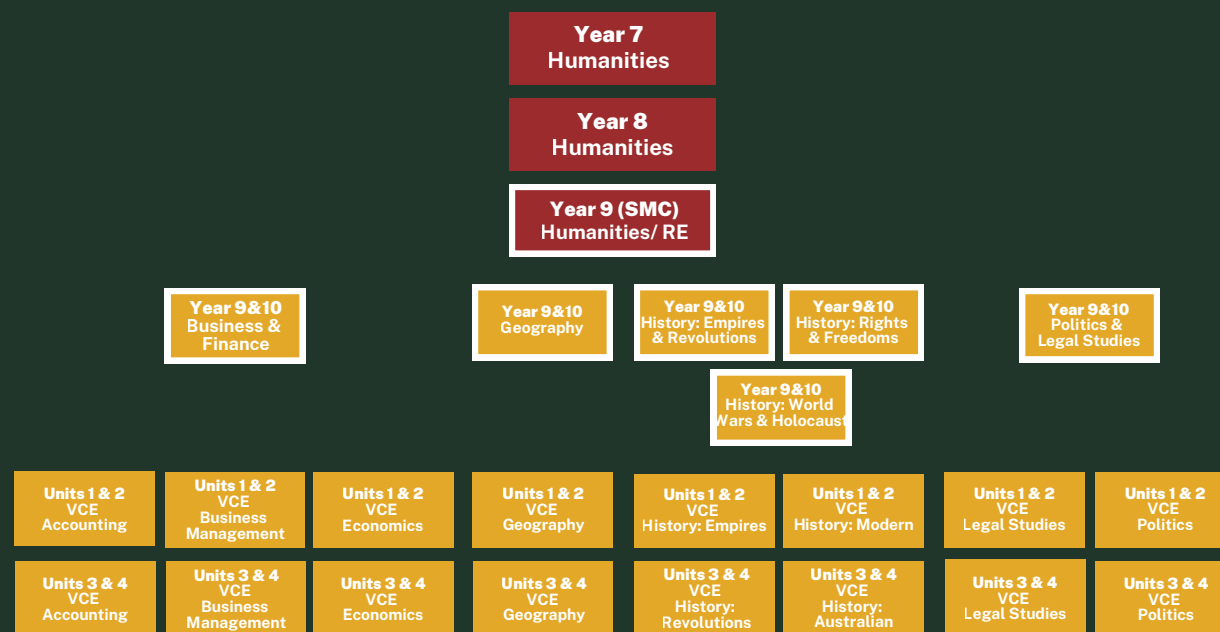 Year 7
Humanities
Year 8
Humanities
Year 9 (SMC)
Humanities/ RE
Year 9&10
Business &
Finance
Year 9&10
Geography
Year 9&10
History: Empires
& Revolutions
Year 9&10
History: Rights
& Freedoms
Year 9&10
Politics &
Legal Studies
Year 9&10
History: World
Wars & Holocaust
Units 1 & 2
VCE
Accounting
Units 1 & 2
VCE
Business
Management
Units 1 & 2
VCE
Economics
Units 1 & 2
VCE
Geography
Units 1 & 2
VCE
History: Empires
Units 1 & 2
VCE
History: Modern
Units 1 & 2
VCE
Legal Studies
Units 1 & 2
VCE
Politics
Units 3 & 4
VCE
Accounting
Units 3 & 4
VCE
Business
Management
Units 3 & 4
VCE
Economics
Units 3 & 4
VCE
Geography
Units 3 & 4
VCE
History:
Revolutions
Units 3 & 4
VCE
History:
Australian
Units 3 & 4
VCE
Legal Studies
Units 3 & 4
VCE
Politics